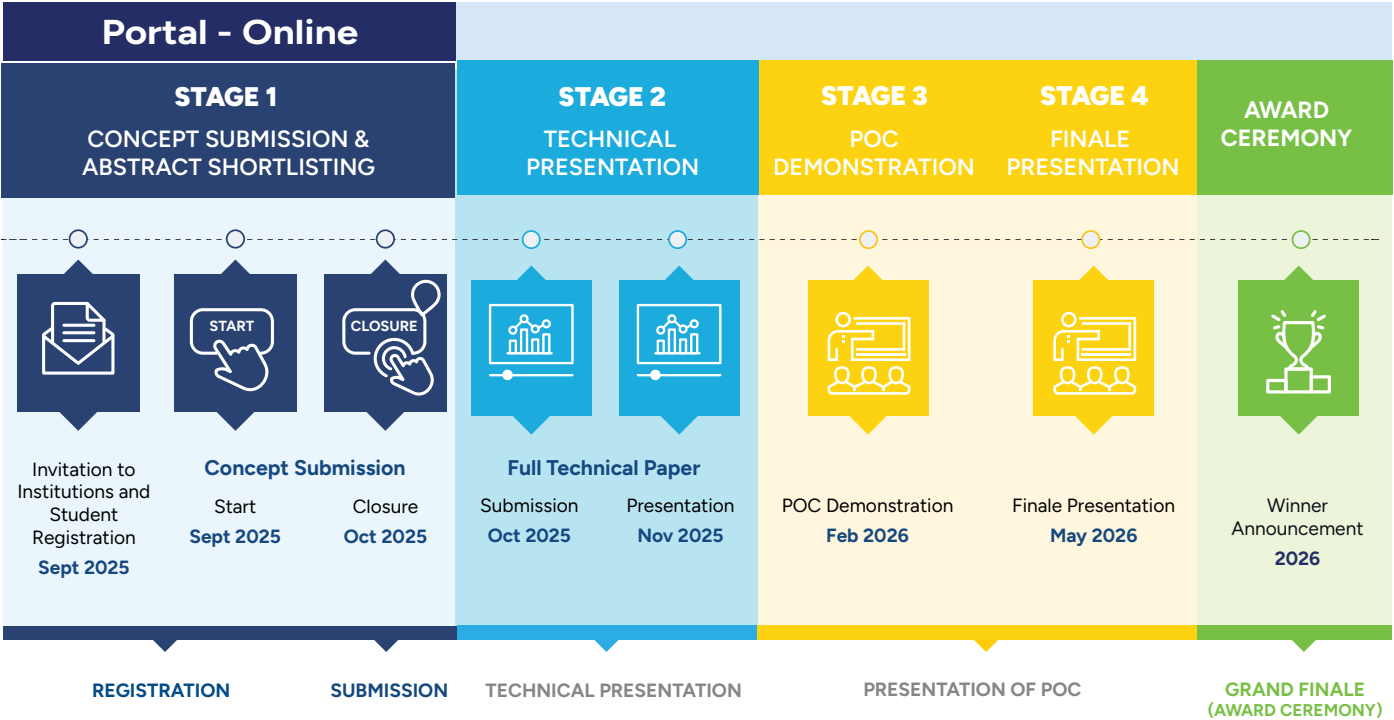 Portal - Online
STAGE 1
CONCEPT SUBMISSION &
ABSTRACT SHORTLISTING
STAGE 2
TECHNICAL
PRESENTATION
STAGE 3
POC
DEMONSTRATION
STAGE 4
FINALE
PRESENTATION
AWARD
CEREMONY
START
CLOSURE
Invitation to
Institutions and
Student
Registration
Sept 2025
Concept Submission
Start
Sept 2025
Closure
Oct 2025
Full Technical Paper
Submission
Oct 2025
Presentation
Nov 2025
POC Demonstration
Feb 2026
Finale Presentation
May 2026
Winner
Announcement
2026
REGISTRATION
SUBMISSION
TECHNICAL PRESENTATION
PRESENTATION OF POC
GRAND FINALE
(AWARD CEREMONY)